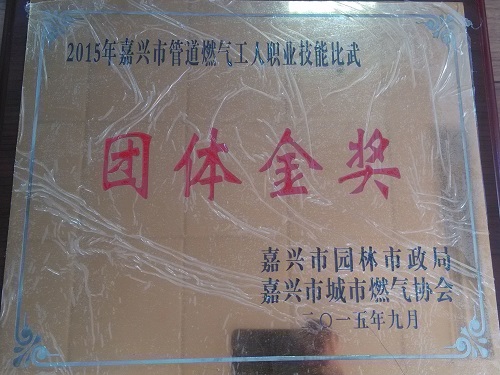 2015年嘉兴市管道燃气工人职业技能比武
团体金奖
嘉兴市园林市政局
嘉兴市城市燃气协会
二〇一五年九月